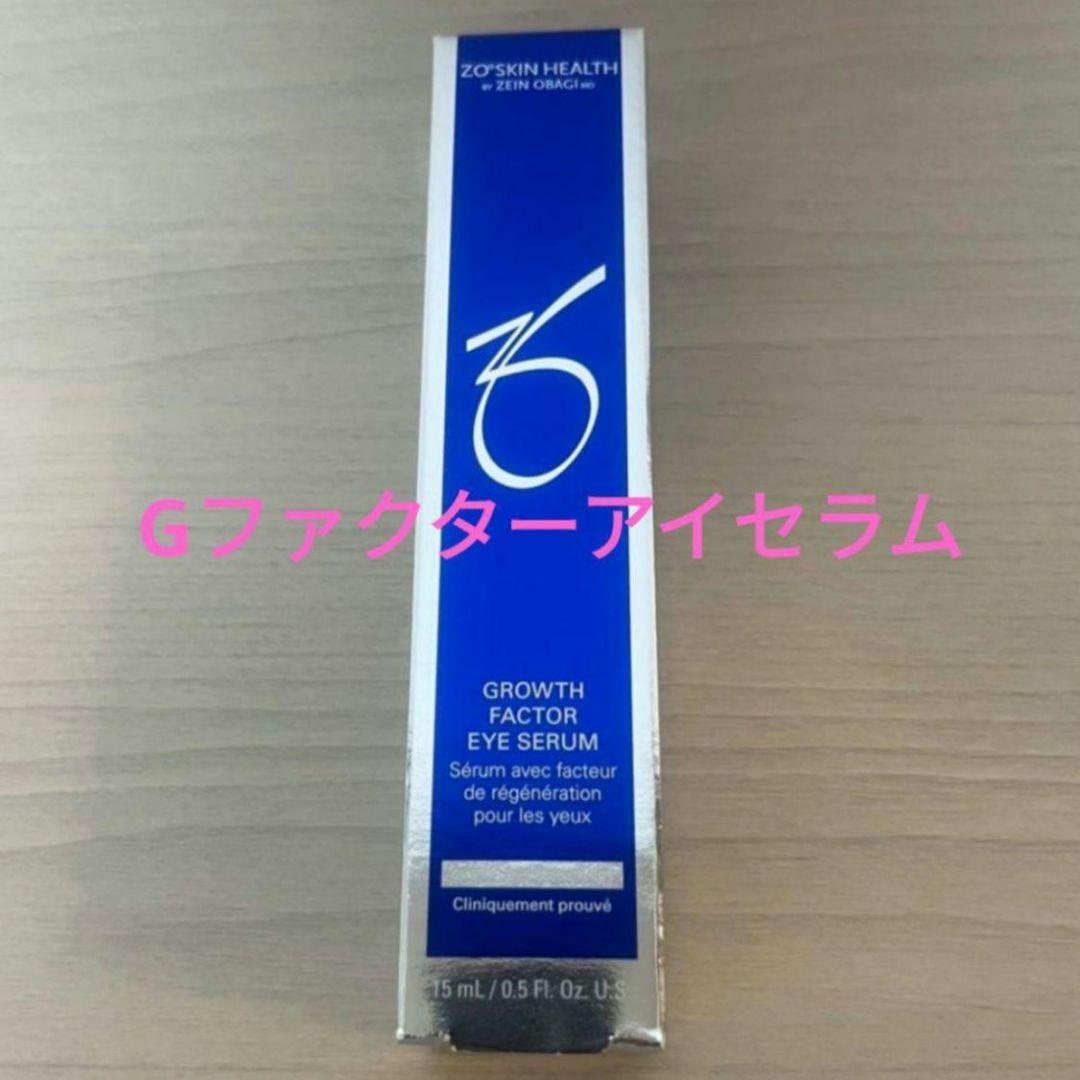 ZO® SKIN HEALTH
BY ZEIN OBAGI MD
ZO
Gファクターアイセラム
GROWTH
FACTOR
EYE SERUM
Sérum avec facteur
de régénération
pour les yeux
Cliniquement prouvé
15 mL / 0.5 Fl. Oz. U.S